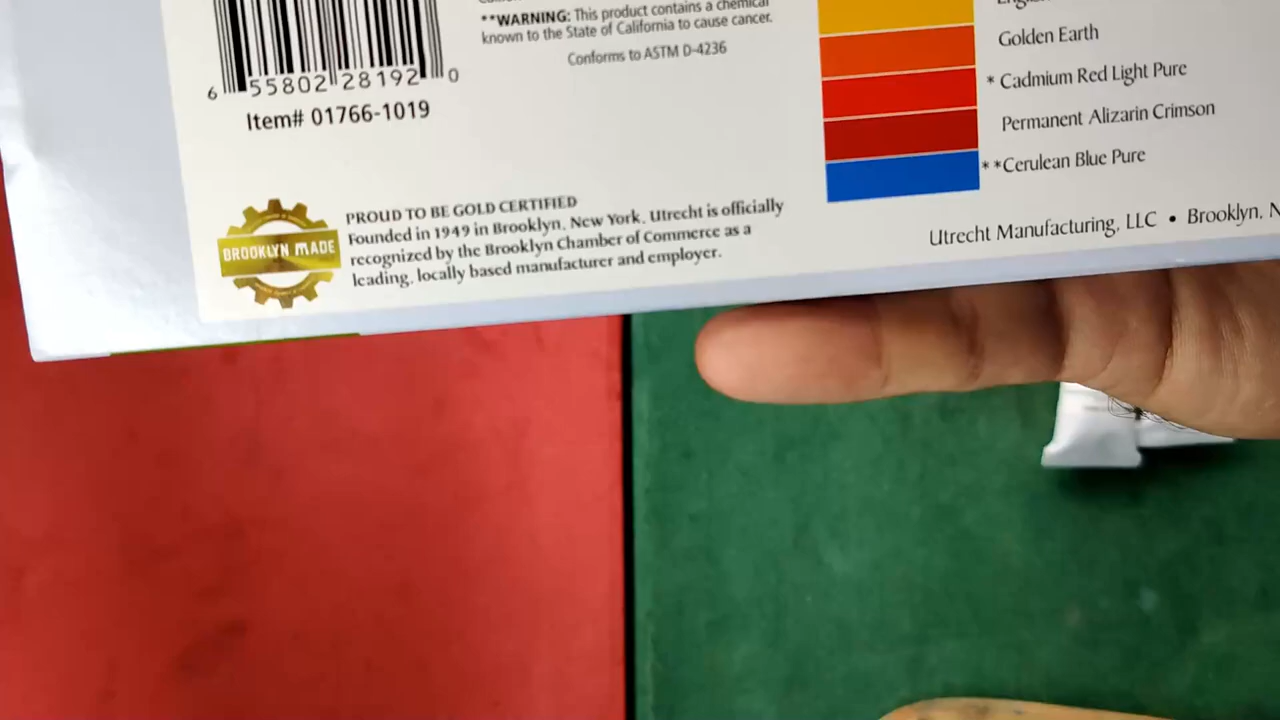 **WARNING: This product contains a chemical
known to the State of California to cause cancer.
Conforms to ASTM D-4236
6 55802 28192 0
Item# 01766-1019
Golden Earth
* Cadmium Red Light Pure
Permanent Alizarin Crimson
**Cerulean Blue Pure
BROOKLYN MADE
PROUD TO BE GOLD CERTIFIED
Founded in 1949 in Brooklyn, New York, Utrecht is officially
recognized by the Brooklyn Chamber of Commerce as a
leading, locally based manufacturer and employer.
Utrecht Manufacturing, LLC • Brooklyn, N